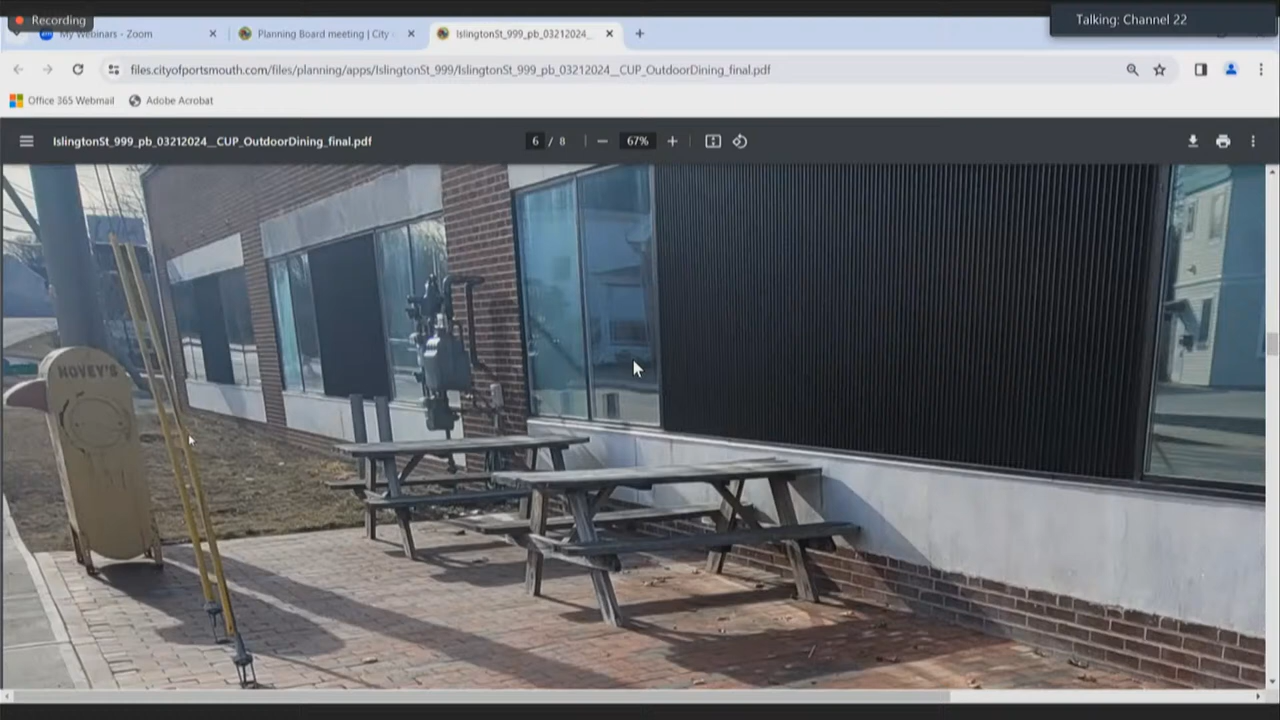 Recording
Talking: Channel 22
My Webinars - Zoom
Planning Board meeting | City
IslingtonSt_999_pb_03212024_
files.cityofportsmouth.com/files/planning/apps/IslingtonSt_999/IslingtonSt_999_pb_03212024__CUP_OutdoorDining_final.pdf
Office 365 Webmail
Adobe Acrobat
IslingtonSt_999_pb_03212024__CUP_OutdoorDining_final.pdf
6 / 8
67%
HOVEY'S